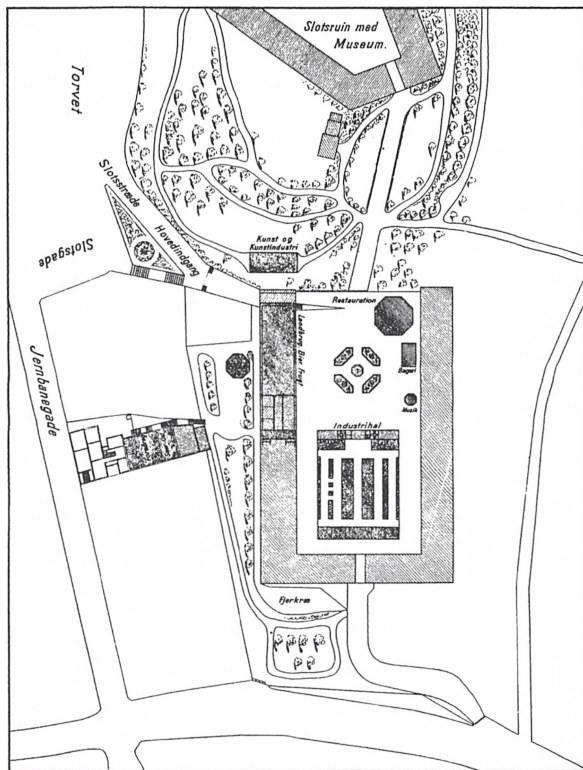 Slotsruin med
Museum.
Torvet
Slotsstræde
Hovedindgang
Slotsgade
Kunst og
Kunstindustri
Restauration
Landbrug, Bier, Frugt
Bageri
Musik
Jernbanegade
Industrihal
Fjerkræ